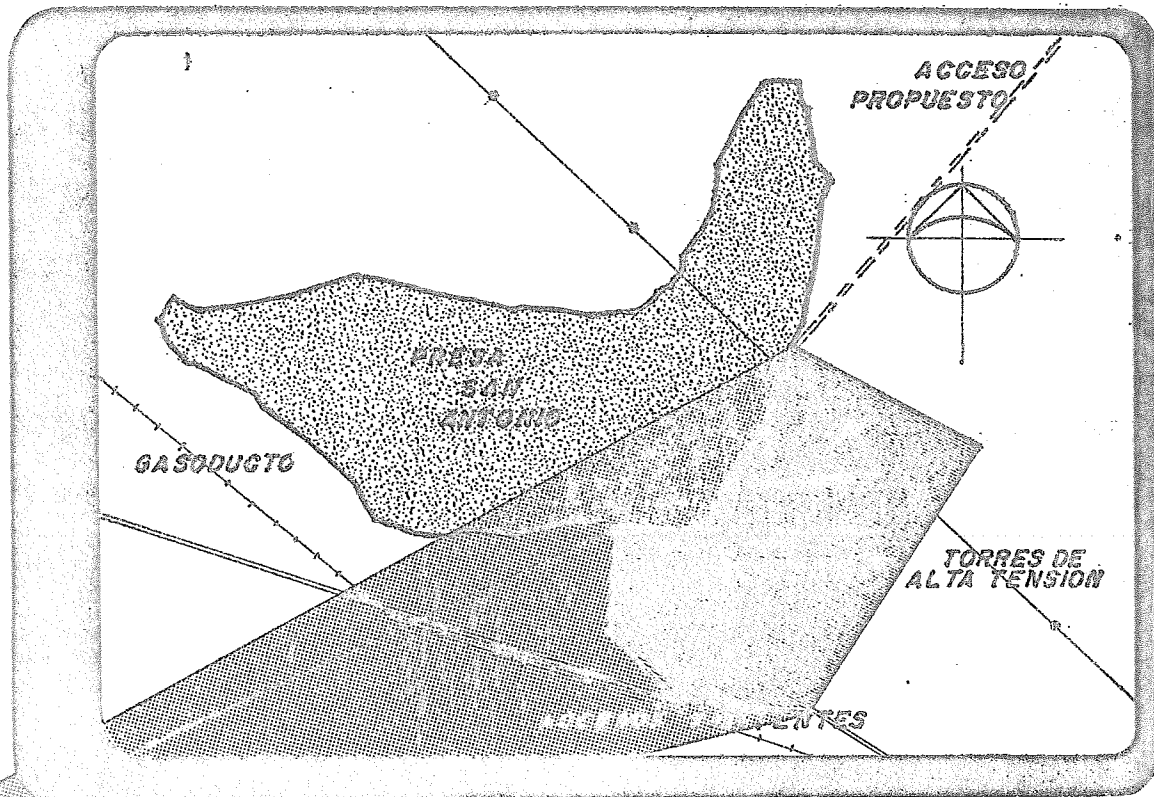 ACCESO
PROPUESTO
PRESA
SAN
ANTONIO
GASODUCTO
TORRES DE
ALTA TENSION